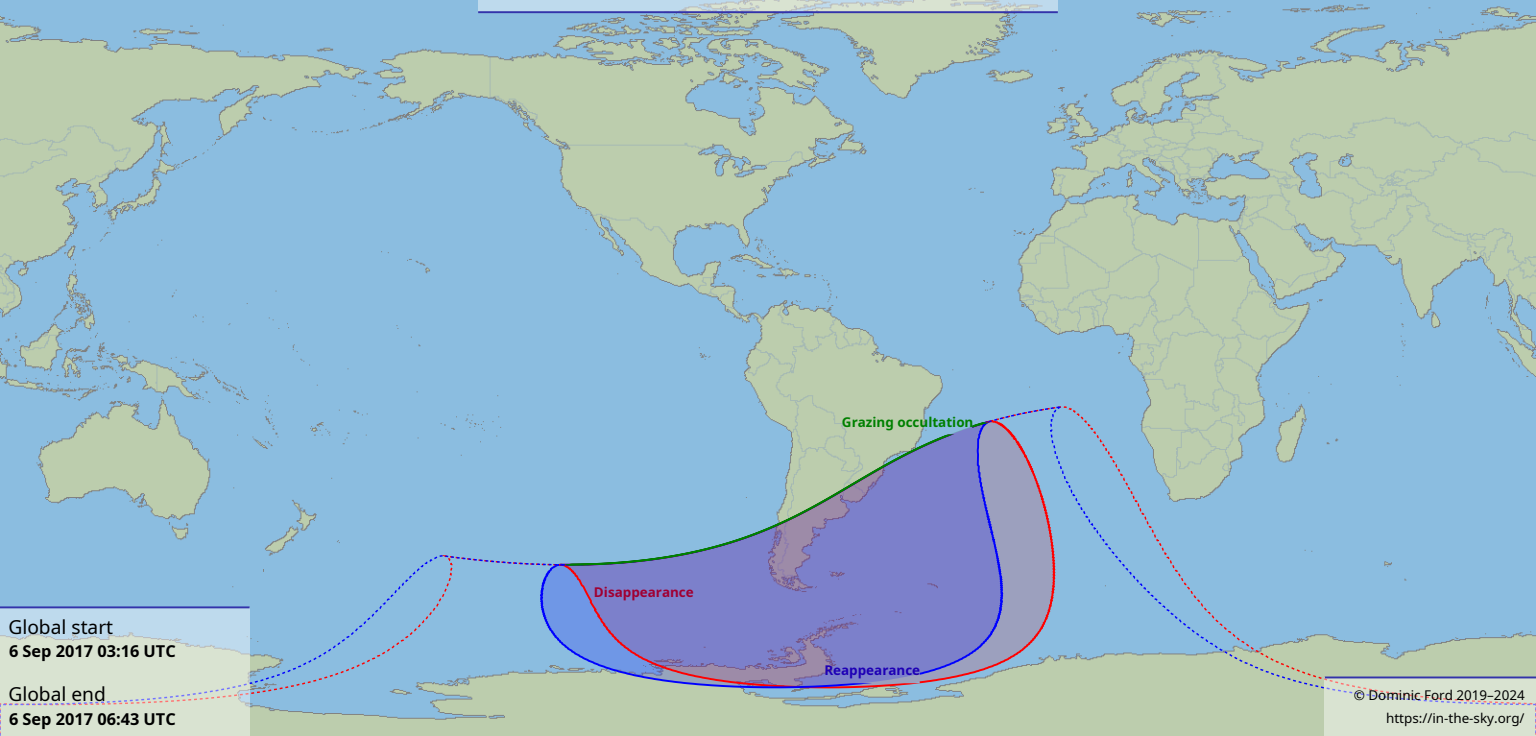 Grazing occultation
Disappearance
Reappearance
Global start
6 Sep 2017 03:16 UTC
Global end
6 Sep 2017 06:43 UTC
© Dominic Ford 2019–2024
https://in-the-sky.org/